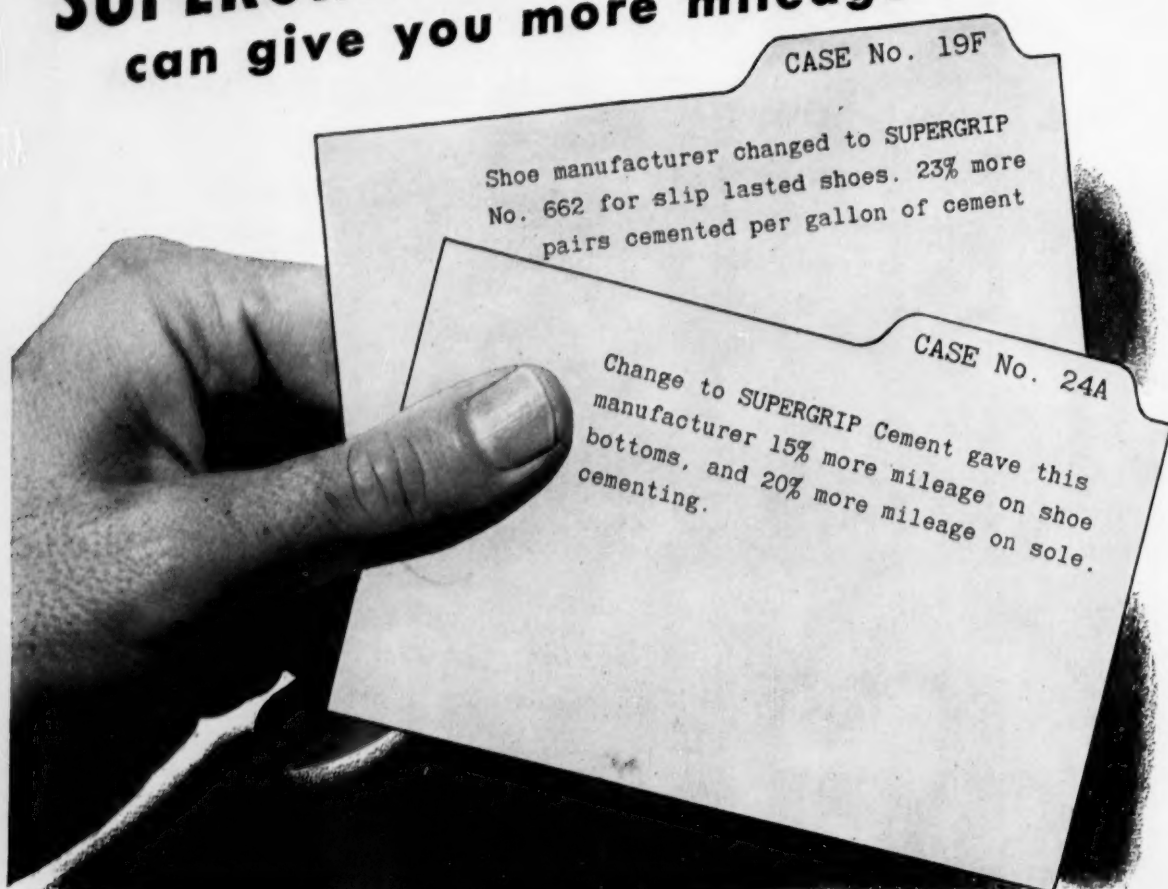 can give you more
CASE No. 19F
Shoe manufacturer changed to SUPERGRIP
No. 662 for slip lasted shoes. 23% more
pairs cemented per gallon of cement
CASE No. 24A
Change to SUPERGRIP Cement gave this
manufacturer 15% more mileage on shoe
bottoms, and 20% more mileage on sole.
cementing.